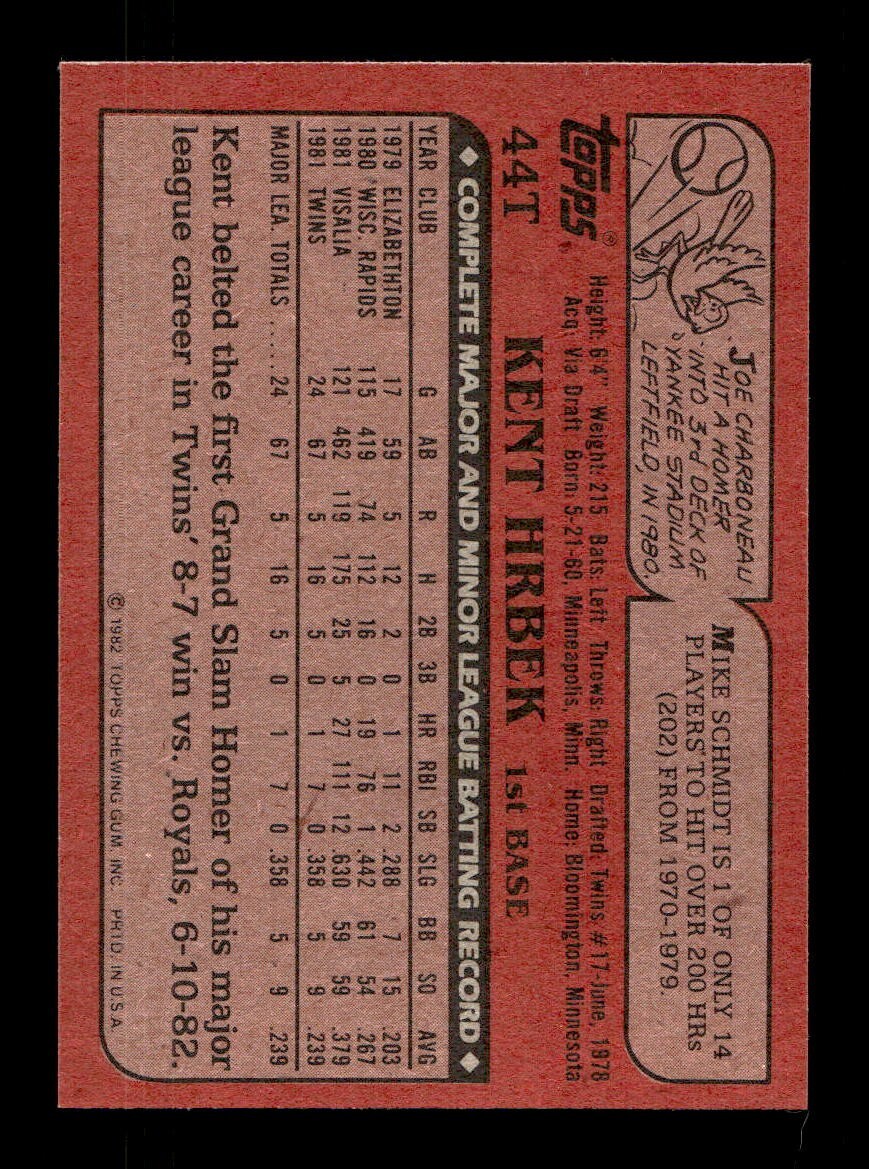 JOE CHARBONEAU
HIT A HOMER
INTO 3rd DECK OF
YANKEE STADIUM
LEFTFIELD, IN 1980.
MIKE SCHMIDT IS 1 OF ONLY 14
PLAYERS TO HIT OVER 200 HRs
(202) FROM 1970-1979.
TOPPS®
Height: 6'4" Weight: 215 Bats: Left Throws: Right Drafted: Twins #17-June, 1978
Acq: Via Draft Born: 5-21-60, Minneapolis, Minn. Home: Bloomington, Minnesota
44T KENT HRBEK 1st BASE
◆ COMPLETE MAJOR AND MINOR LEAGUE BATTING RECORD ◆
YEAR CLUB G AB R H 2B 3B HR RBI SB SLG BB SO AVG
1979 ELIZABETHTON 17 59 5 12 2 0 1 11 2 .288 7 15 .203
1980 WISC. RAPIDS 115 419 74 112 16 0 19 76 1 .442 61 54 .267
1981 VISALIA 121 462 119 175 25 5 27 111 12 .630 59 59 .379
1981 TWINS 24 67 5 16 5 0 1 7 0 .358 5 9 .239
MAJOR LEA. TOTALS ..... 24 67 5 16 5 0 1 7 0 .358 5 9 .239
Kent belted the first Grand Slam Homer of his major
league career in Twins' 8-7 win vs. Royals, 6-10-82.
© 1982 TOPPS CHEWING GUM, INC. PRTD. IN U.S.A.